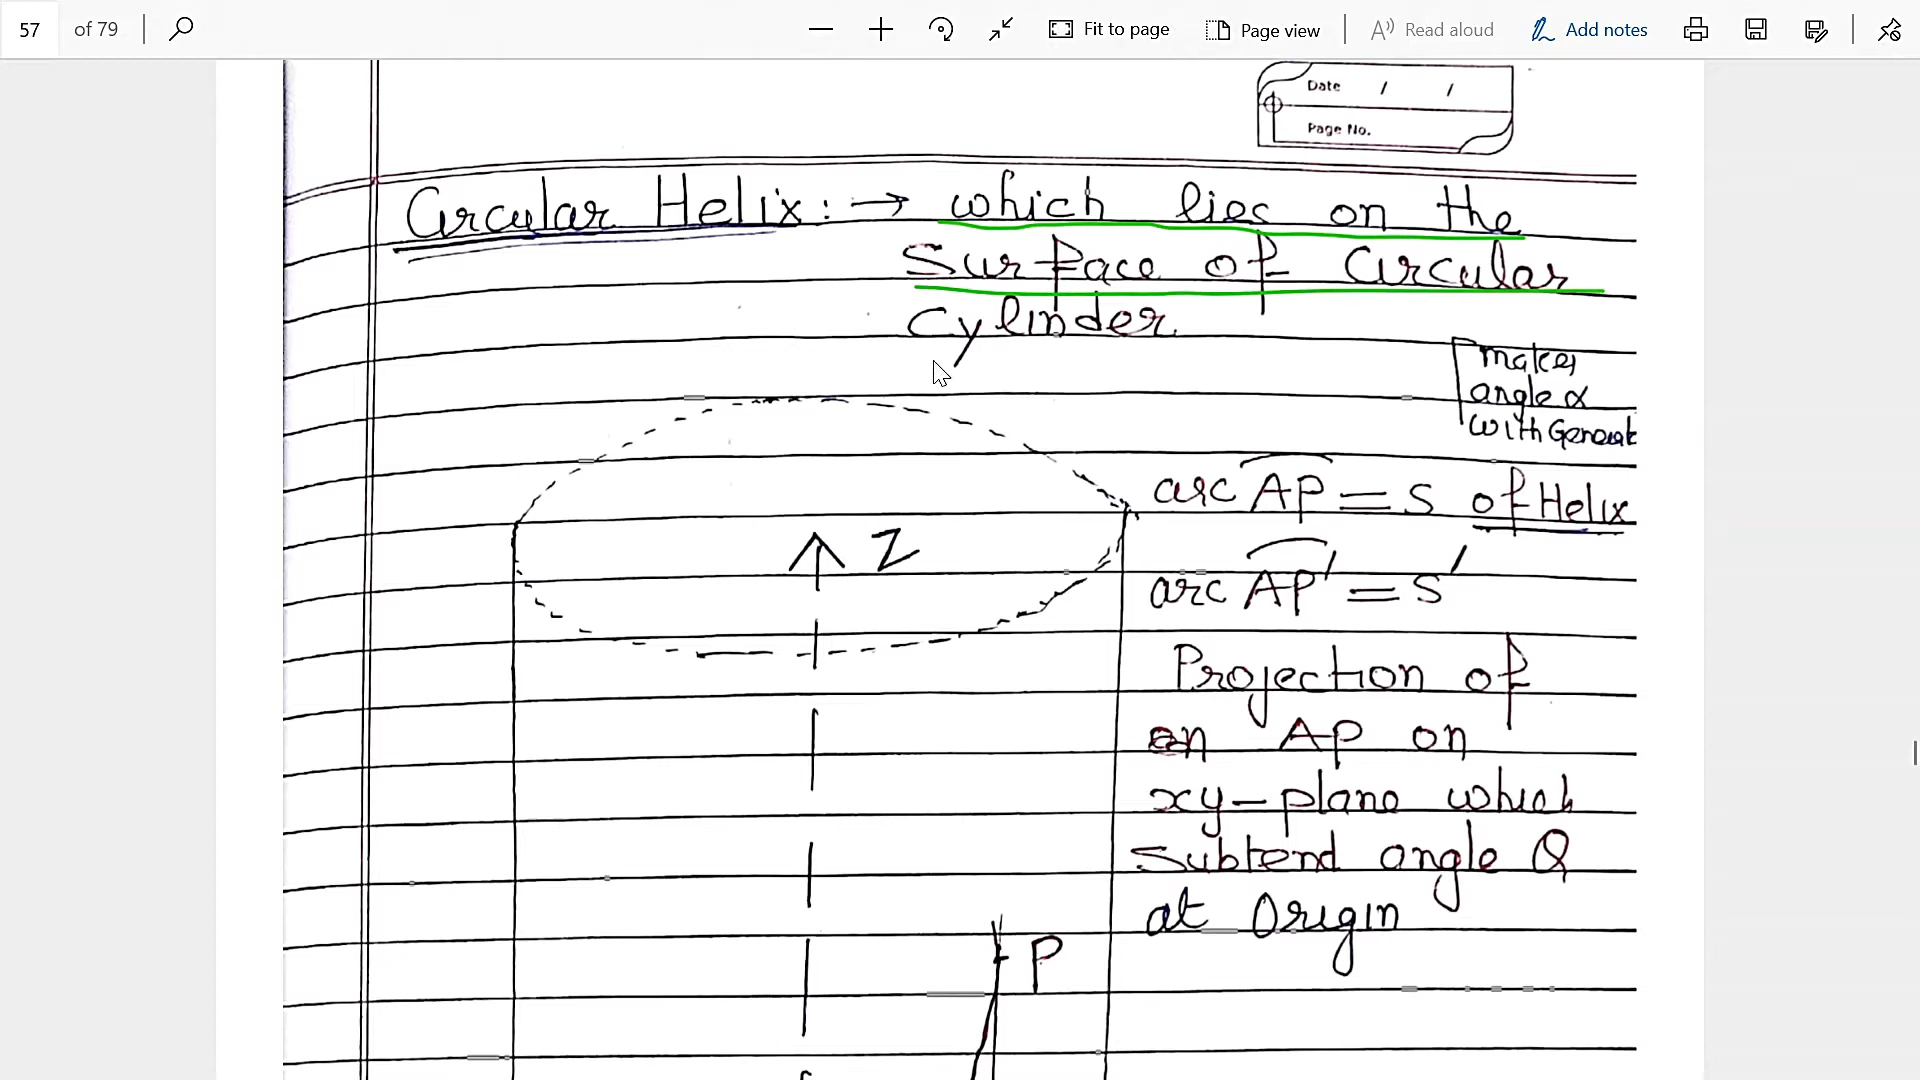 57 of 79 Fit to page Page view Read aloud Add notes
Date / /
Page No.
Circular Helix :→ which lies on the
Surface of Circular
Cylinder
makes
angle α
with Generat
arc AP = S of Helix
Z
arc AP' = S'
Projection of
an AP on
xy-plane which
Subtend angle Q
at Origin
P